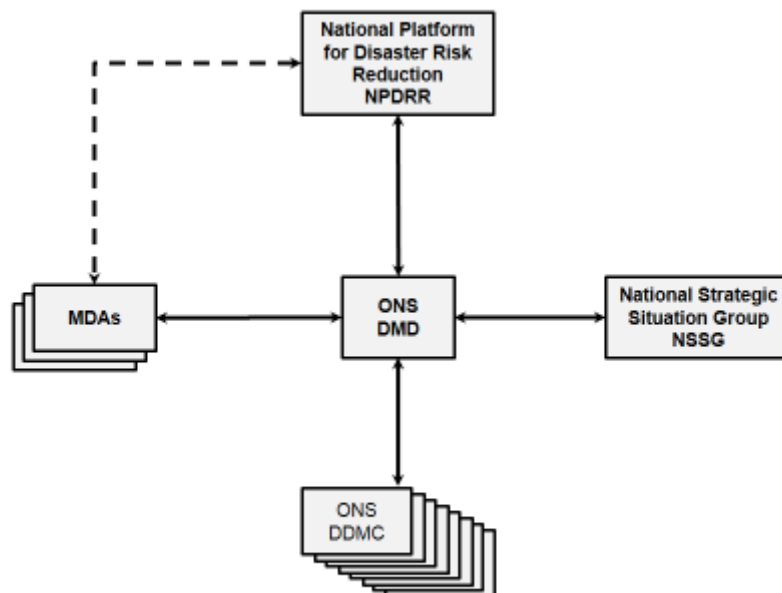 National Platform
for Disaster Risk
Reduction
NPDRR
MDAs
ONS
DMD
National Strategic
Situation Group
NSSG
ONS
DDMC